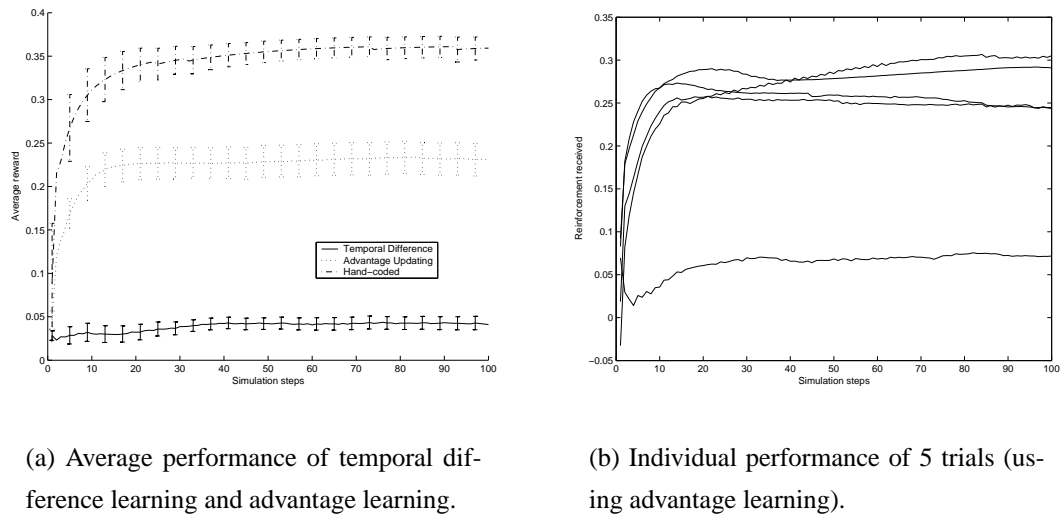 0.4
0.35
0.3
0.25
0.2
0.15
0.1
0.05
0
Average reward
0 10 20 30 40 50 60 70 80 90 100
Simulation steps
Temporal Difference
Advantage Updating
Hand−coded
0.35
0.3
0.25
0.2
0.15
0.1
0.05
0
−0.05
Reinforcement received
0 10 20 30 40 50 60 70 80 90 100
Simulation steps
(a) Average performance of temporal dif-
ference learning and advantage learning.
(b) Individual performance of 5 trials (us-
ing advantage learning).